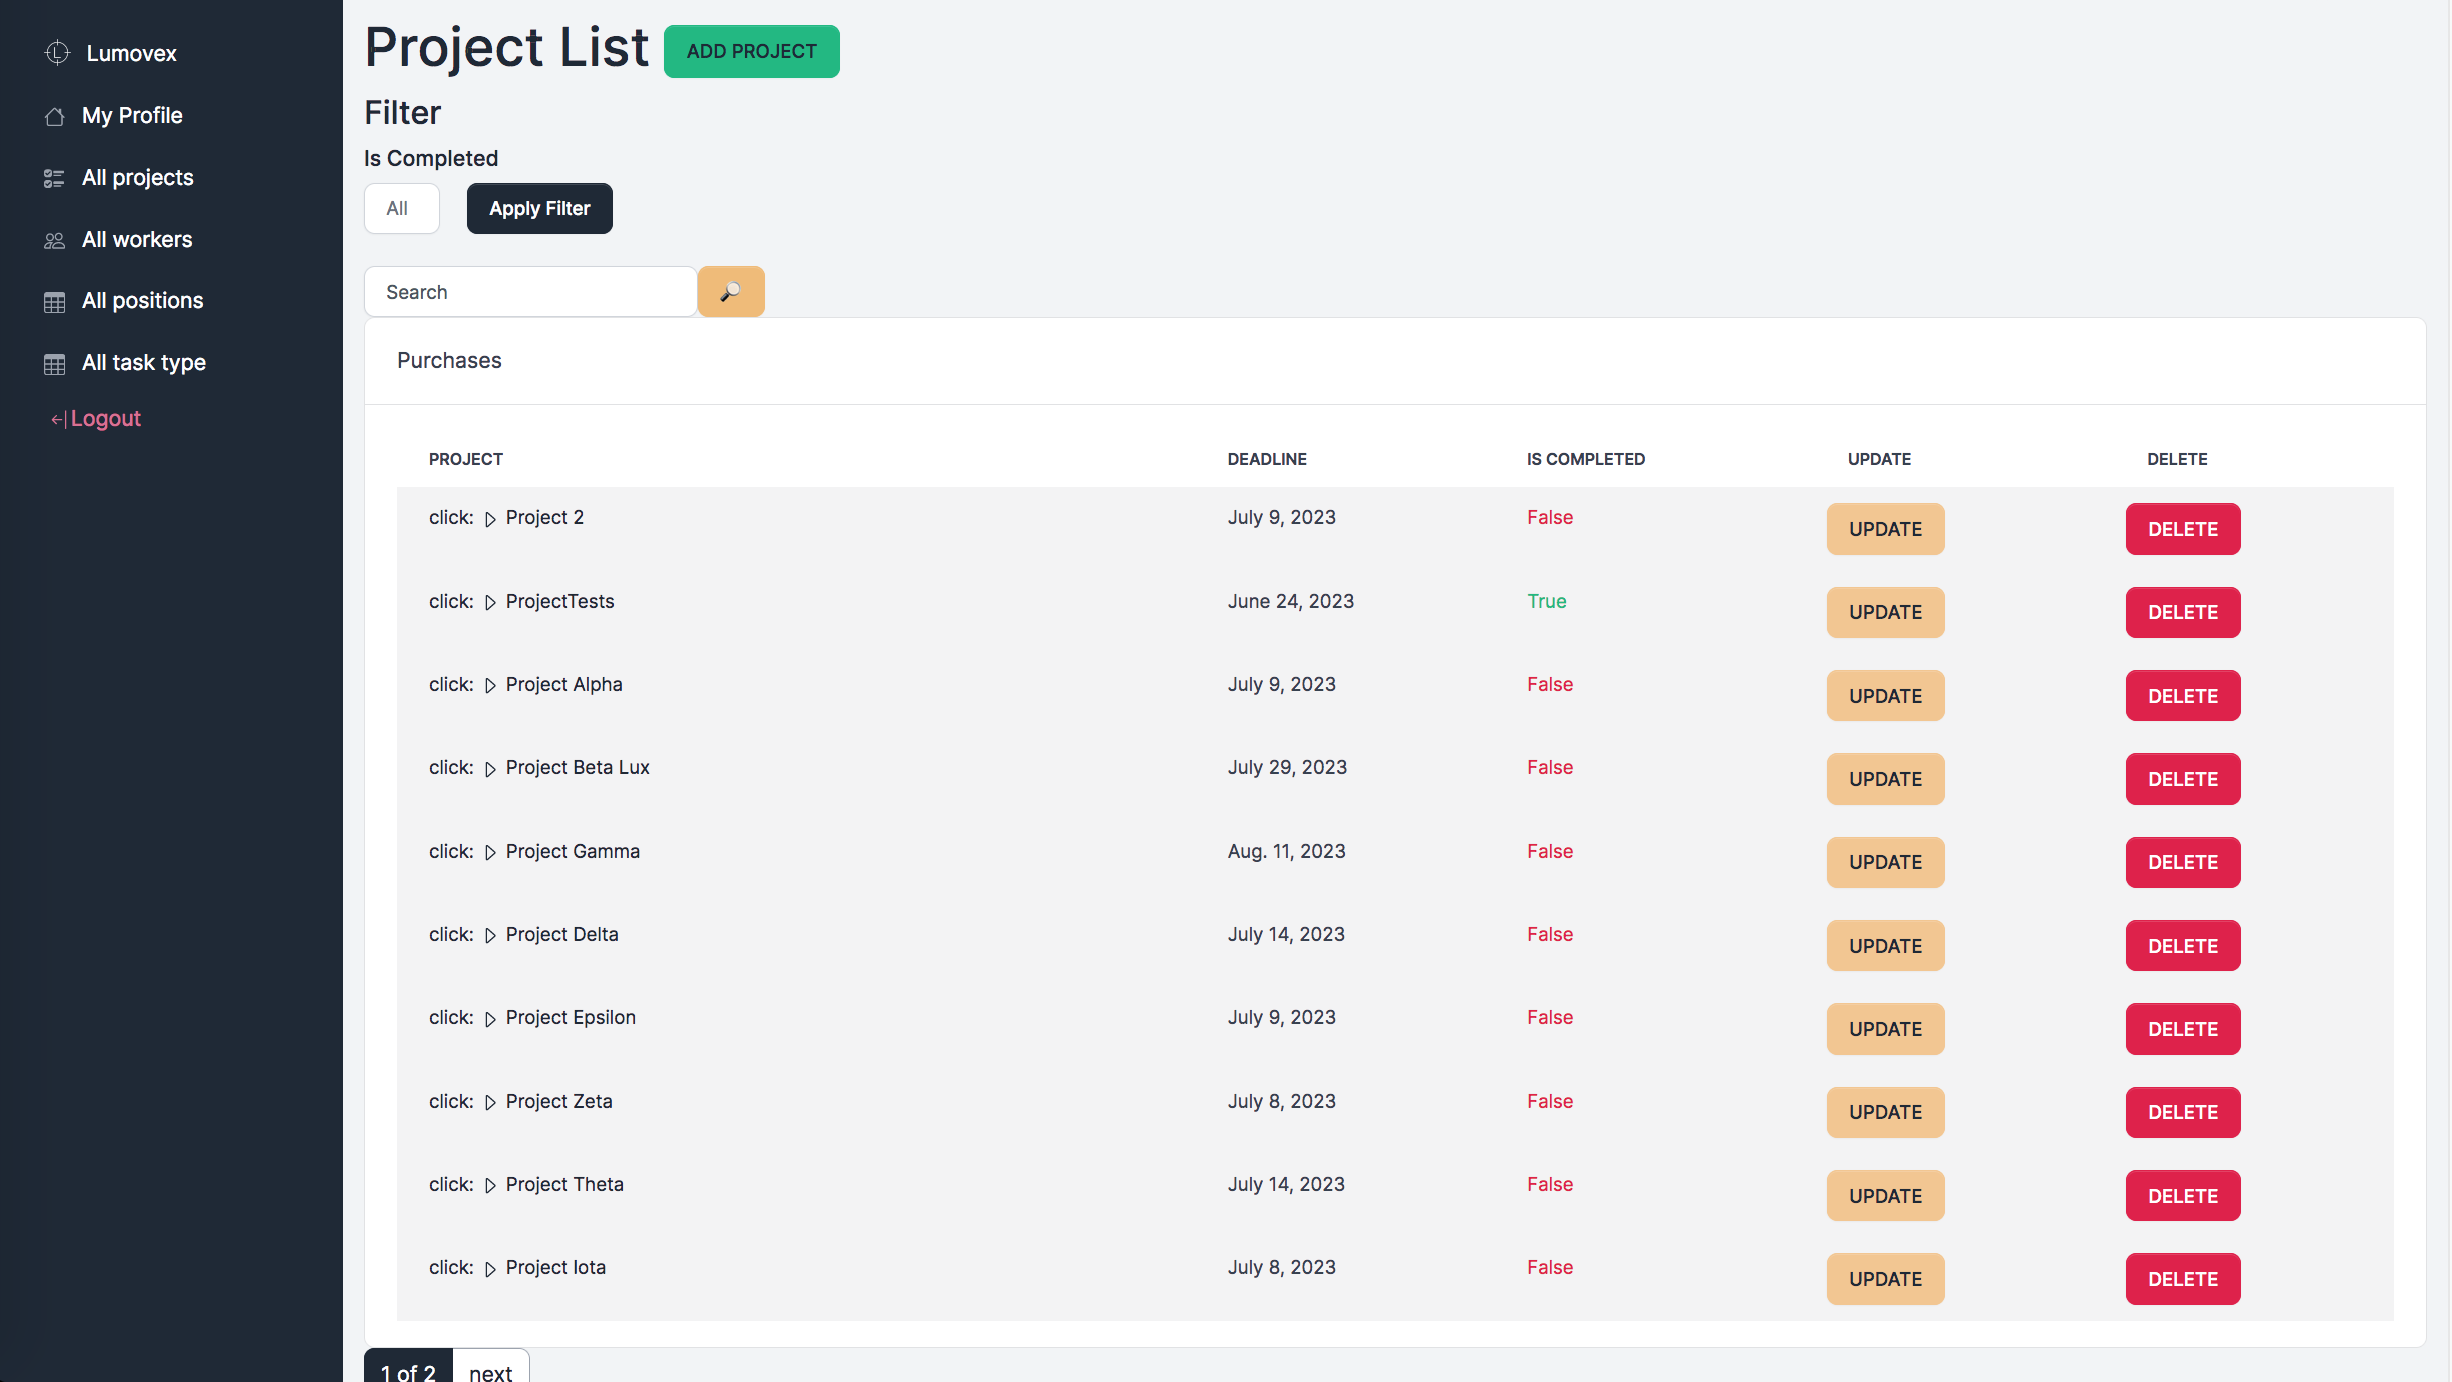 Lumovex
My Profile
All projects
All workers
All positions
All task type
Logout
Project List ADD PROJECT
Filter
Is Completed
All Apply Filter
Search
Purchases
PROJECT DEADLINE IS COMPLETED UPDATE DELETE
click: Project 2 July 9, 2023 False UPDATE DELETE
click: ProjectTests June 24, 2023 True UPDATE DELETE
click: Project Alpha July 9, 2023 False UPDATE DELETE
click: Project Beta Lux July 29, 2023 False UPDATE DELETE
click: Project Gamma Aug. 11, 2023 False UPDATE DELETE
click: Project Delta July 14, 2023 False UPDATE DELETE
click: Project Epsilon July 9, 2023 False UPDATE DELETE
click: Project Zeta July 8, 2023 False UPDATE DELETE
click: Project Theta July 14, 2023 False UPDATE DELETE
click: Project Iota July 8, 2023 False UPDATE DELETE
1 of 2 next